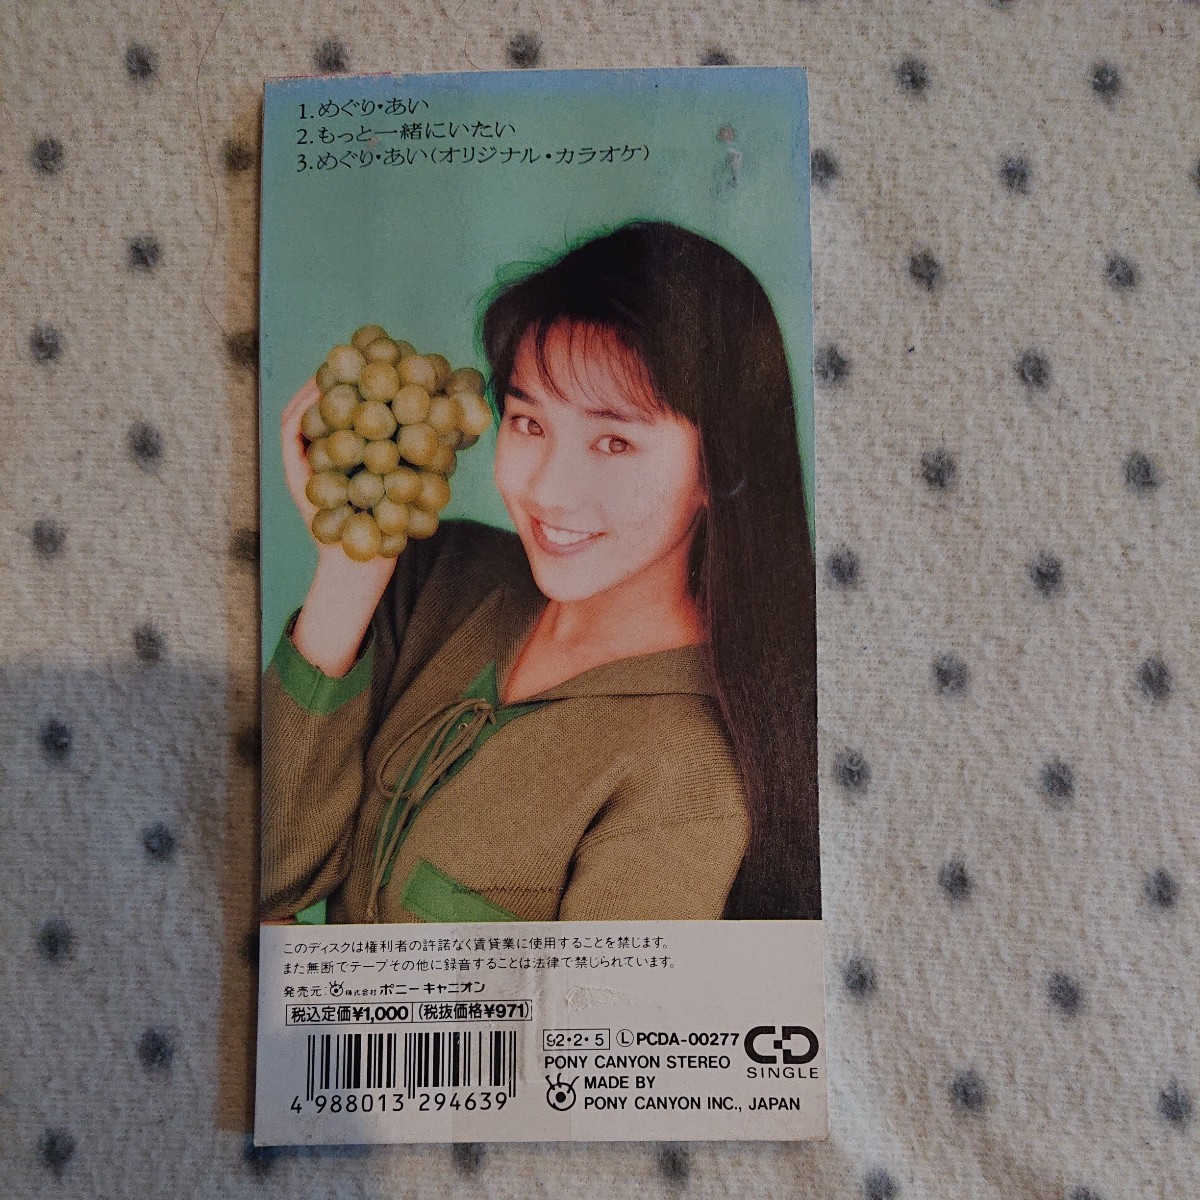 1.めぐり・あい
2.もっと一緒にいたい
3.めぐり・あい(オリジナル・カラオケ)
このディスクは権利者の許諾なく賃貸業に使用することを禁じます。
また無断でテープその他に録音することは法律で禁じられています。
発売元:株式会社ポニーキャニオン
税込定価¥1,000 (税抜価格¥971)
92・2・5 Ⓛ PCDA-00277
CD
SINGLE
PONY CANYON STEREO
MADE BY
PONY CANYON INC., JAPAN
4 988013 294639